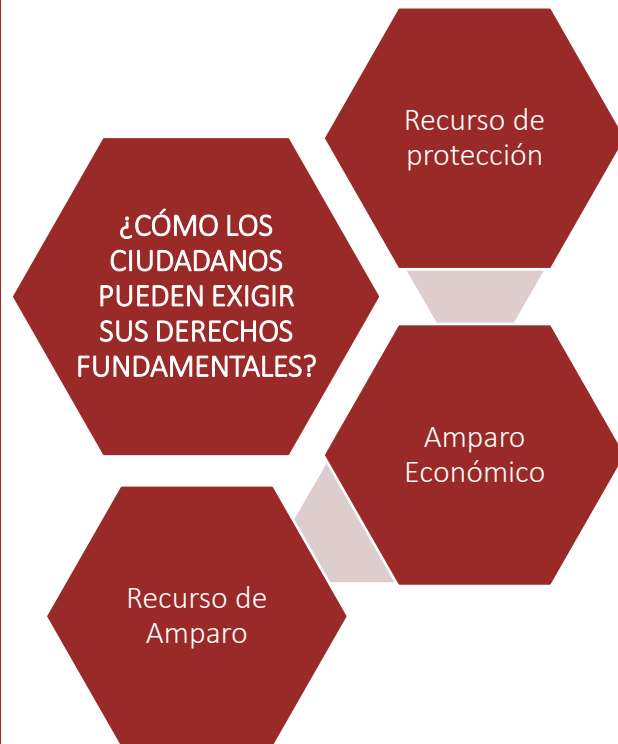 ¿CÓMO LOS
CIUDADANOS
PUEDEN EXIGIR
SUS DERECHOS
FUNDAMENTALES?
Recurso de
protección
Amparo
Económico
Recurso de
Amparo